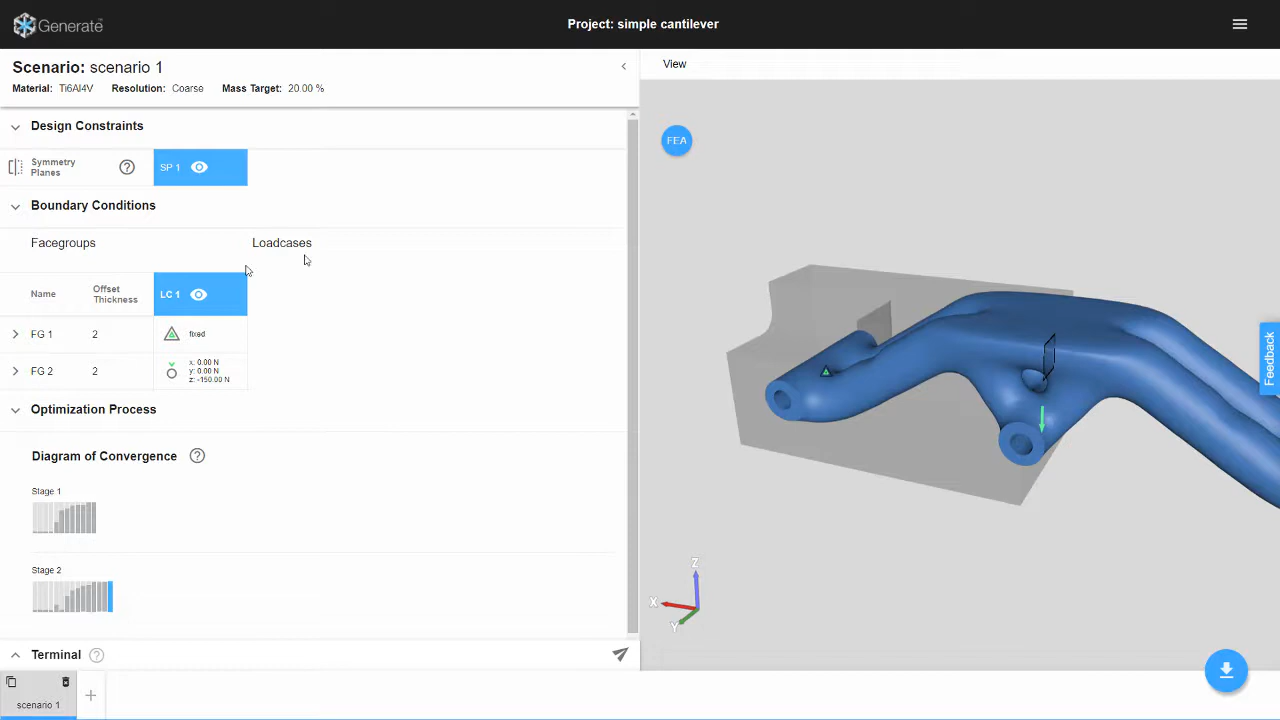 Generate
Project: simple cantilever
Scenario: scenario 1
Material: Ti6Al4V Resolution: Coarse Mass Target: 20.00 %
View
Design Constraints
FEA
Symmetry
Planes
SP 1
Boundary Conditions
Facegroups Loadcases
Name
Offset
Thickness
LC 1
FG 1 2 fixed
FG 2 2
x: 0.00 N
y: 0.00 N
z: -150.00 N
Optimization Process
Diagram of Convergence
Stage 1
Stage 2
Z
X
Y
Feedback
Terminal
scenario 1